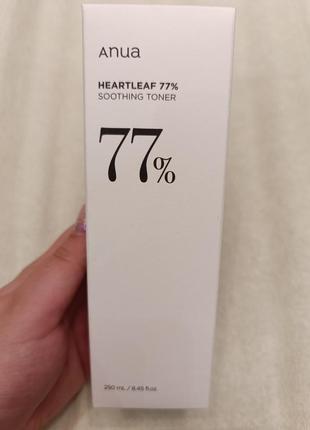 Anua
HEARTLEAF 77%
SOOTHING TONER
77%
250 mL / 8.45 fl.oz.